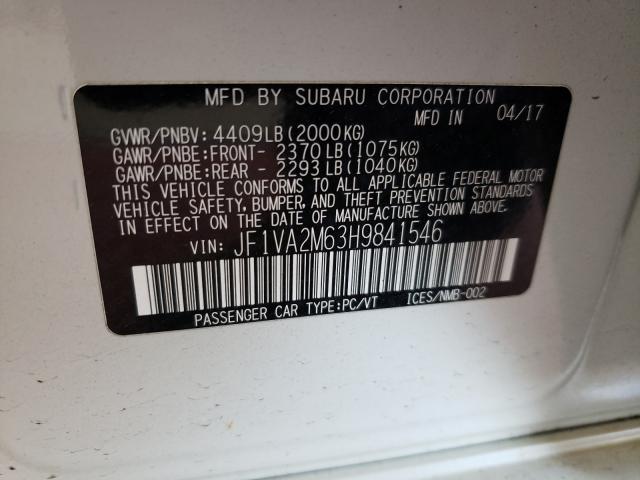 MFD BY SUBARU CORPORATION
MFD IN 04/17
GVWR/PNBV: 4409LB(2000KG)
GAWR/PNBE:FRONT- 2370LB(1075KG)
GAWR/PNBE:REAR - 2293LB(1040KG)
THIS VEHICLE CONFORMS TO ALL APPLICABLE FEDERAL MOTOR
VEHICLE SAFETY, BUMPER, AND THEFT PREVENTION STANDARDS
IN EFFECT ON THE DATE OF MANUFACTURE SHOWN ABOVE.
VIN: JF1VA2M63H9841546
PASSENGER CAR TYPE:PC/VT ICES/NMB-002